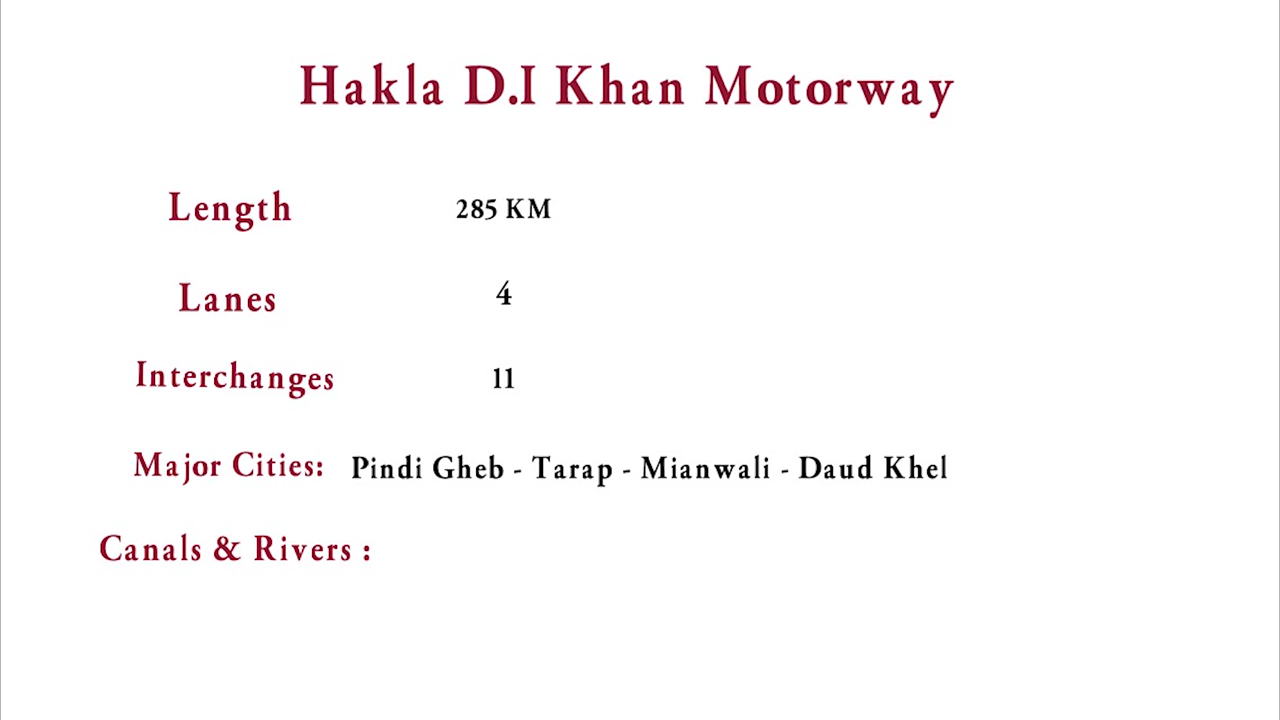 Hakla D.I Khan Motorway
Length 285 KM
Lanes 4
Interchanges 11
Major Cities: Pindi Gheb - Tarap - Mianwali - Daud Khel
Canals & Rivers :